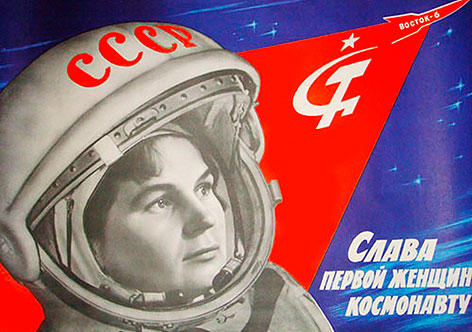 СССР
ВОСТОК-6
СЛАВА
ПЕРВОЙ ЖЕНЩИН
КОСМОНАВТУ